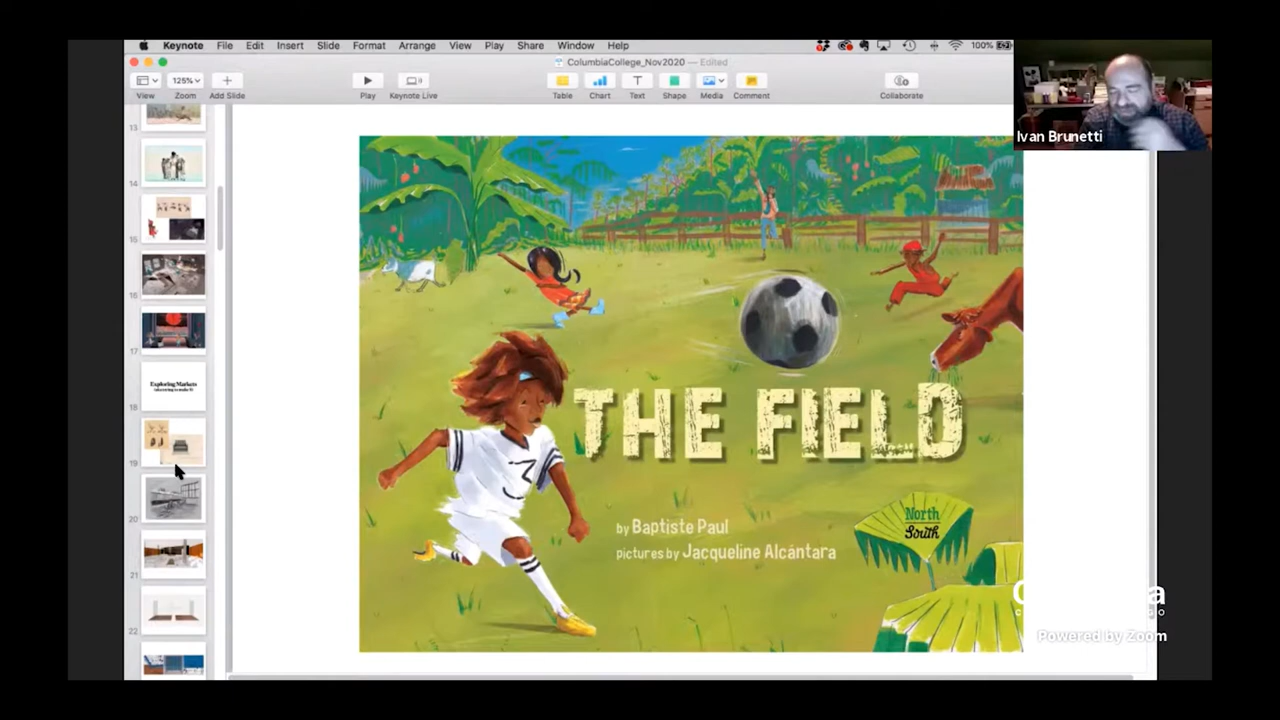 Keynote File Edit Insert Slide Format Arrange View Play Share Window Help 100%
ColumbiaCollege_Nov2020 — Edited
125%
View Zoom Add Slide Play Keynote Live Table Chart Text Shape Media Comment Collaborate
Ivan Brunetti
13
14
15
16
17
Exploring Markets
18
19
20
21
22
THE FIELD
by Baptiste Paul
pictures by Jacqueline Alcántara
North
South
Powered by Zoom